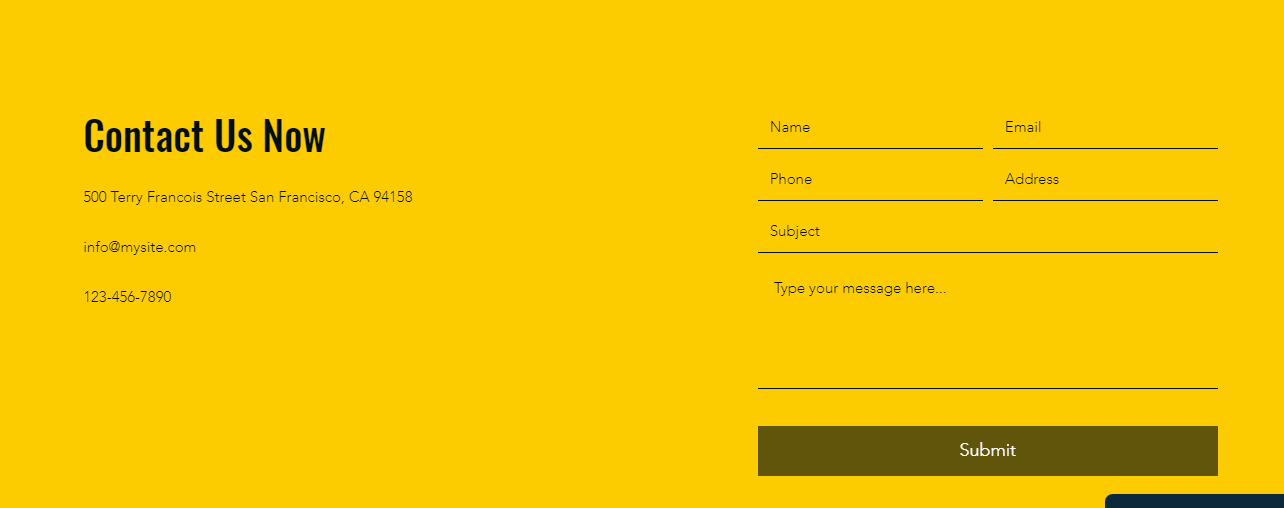 Contact Us Now
500 Terry Francois Street San Francisco, CA 94158
info@mysite.com
123-456-7890
Name
Email
Phone
Address
Subject
Type your message here...
Submit